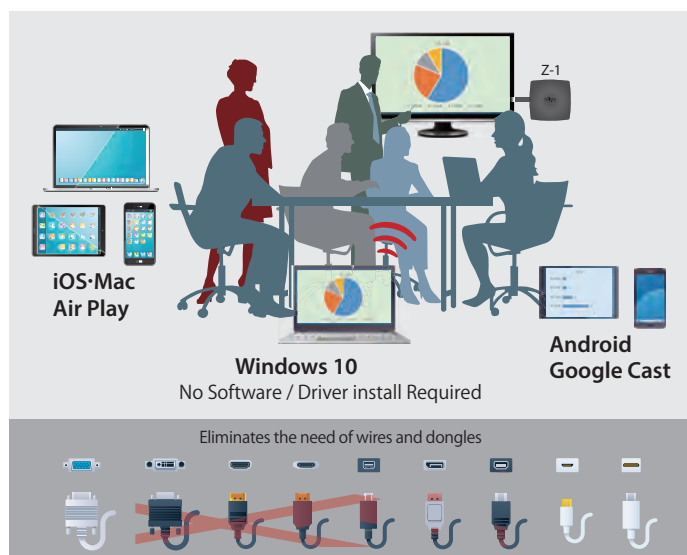 Z-1
iOS·Mac
Air Play
Windows 10
No Software / Driver install Required
Android
Google Cast
Eliminates the need of wires and dongles